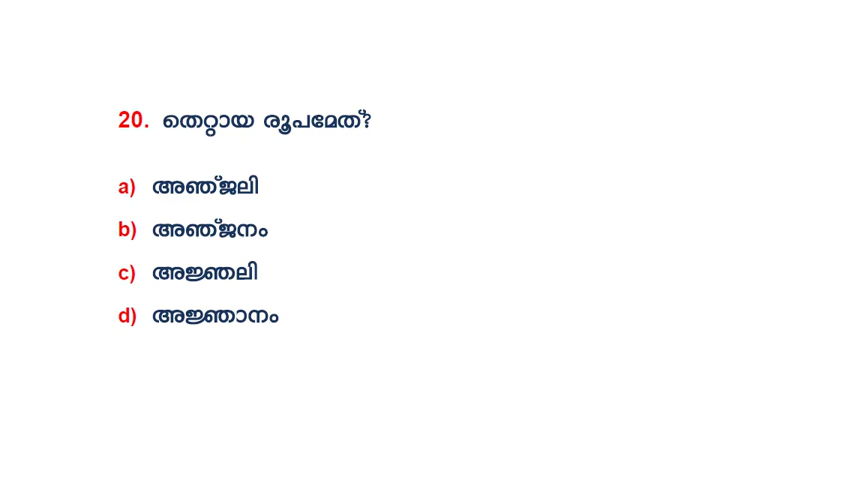 20. തെറ്റായ രൂപമേത്?
a) അഞ്ജലി
b) അഞ്ജനം
c) അജ്ഞലി
d) അജ്ഞാനം